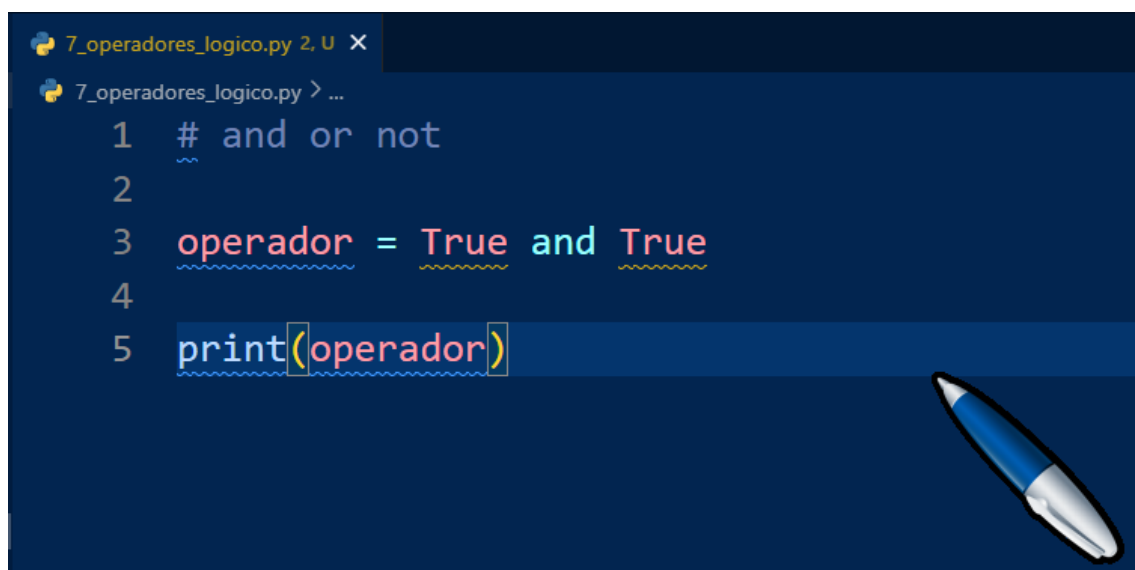 7_operadores_logico.py 2, U ×
7_operadores_logico.py > ...
1 # and or not
2
3 operador = True and True
4
5 print(operador)